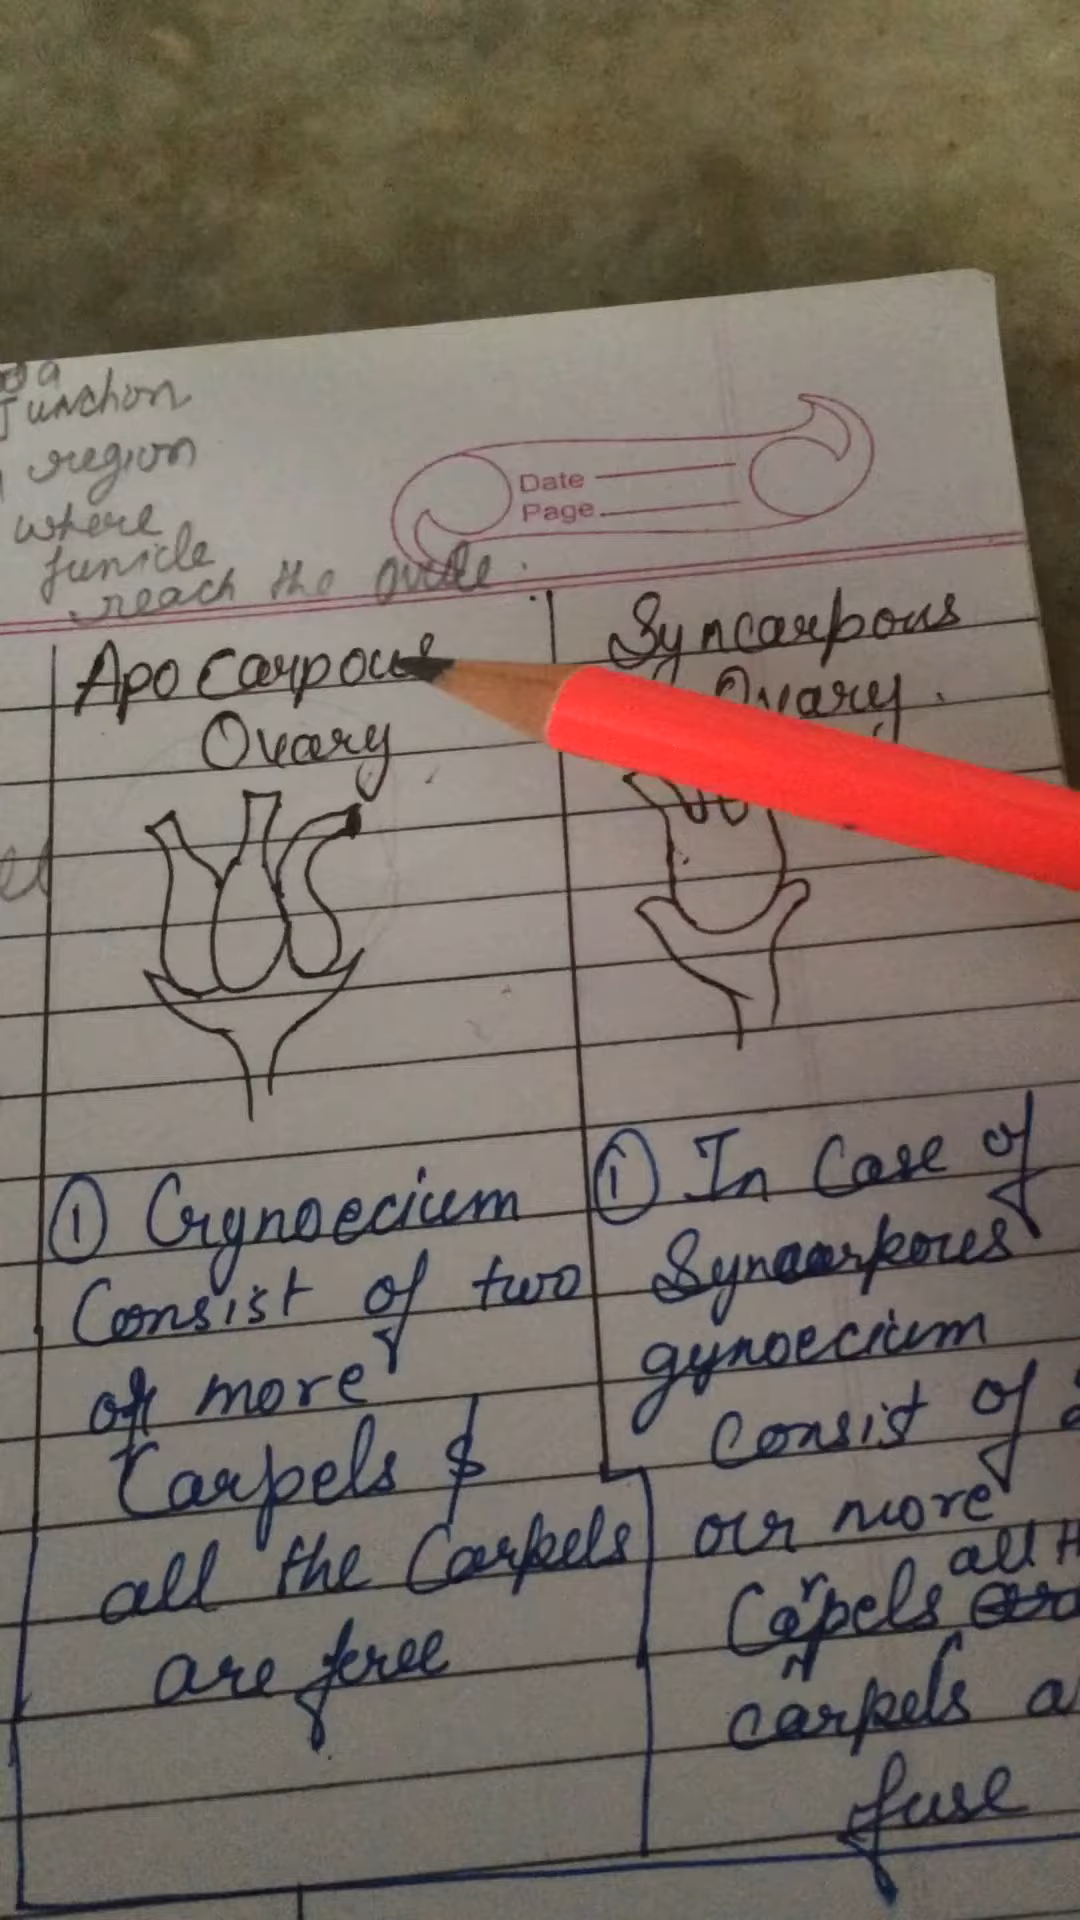 a
Junction
region
where
funicle
reach the ovule.
Date
Page
Apocarpous
Ovary
① Gynoecium
Consist of two
or more
Carpels &
all the Carpels
are free
Syncarpous
Ovary.
① In Case of
Syncarpous
gynoecium
Consist of
or more
Carpels all
carpels a
fuse